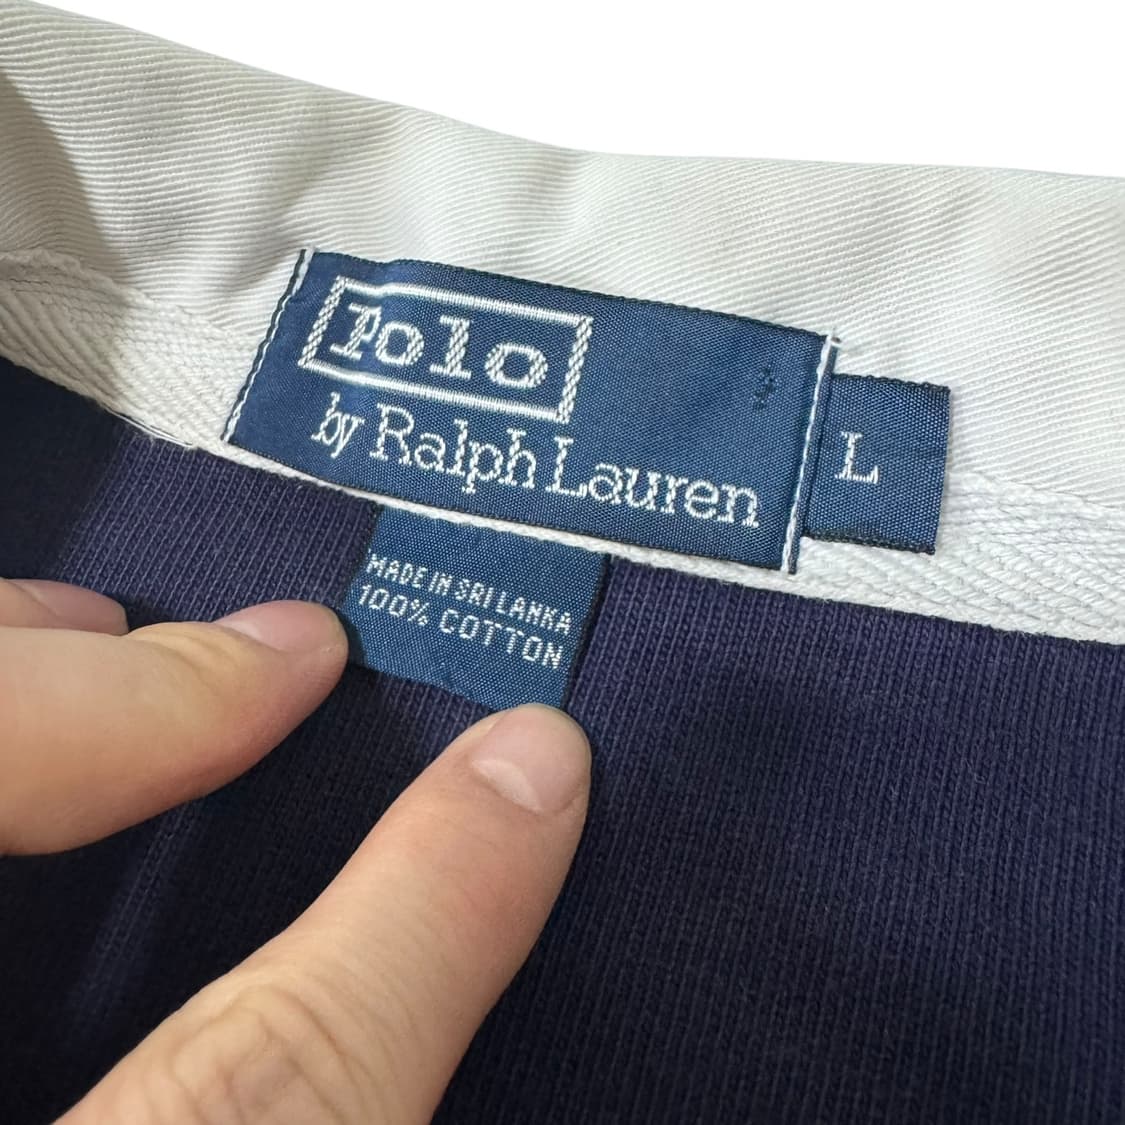 Polo
by Ralph Lauren
L
MADE IN SRI LANKA
100% COTTON